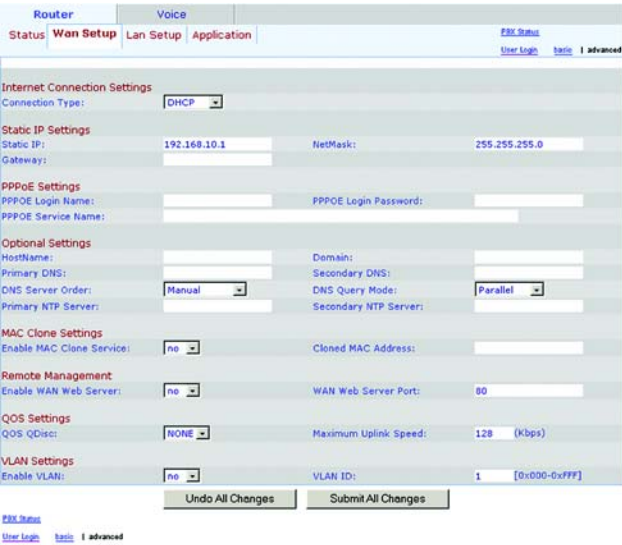 Router Voice
Status Wan Setup Lan Setup Application PBX Status
User Login basic | advanced
Internet Connection Settings
Connection Type: DHCP
Static IP Settings
Static IP: 192.168.10.1 NetMask: 255.255.255.0
Gateway:
PPPoE Settings
PPPOE Login Name: PPPOE Login Password:
PPPOE Service Name:
Optional Settings
HostName: Domain:
Primary DNS: Secondary DNS:
DNS Server Order: Manual DNS Query Mode: Parallel
Primary NTP Server: Secondary NTP Server:
MAC Clone Settings
Enable MAC Clone Service: no Cloned MAC Address:
Remote Management
Enable WAN Web Server: no WAN Web Server Port: 80
QOS Settings
QOS QDisc: NONE Maximum Uplink Speed: 128 (Kbps)
VLAN Settings
Enable VLAN: no VLAN ID: 1 [0x000-0xFFF]
Undo All Changes Submit All Changes
PBX Status
User Login basic | advanced